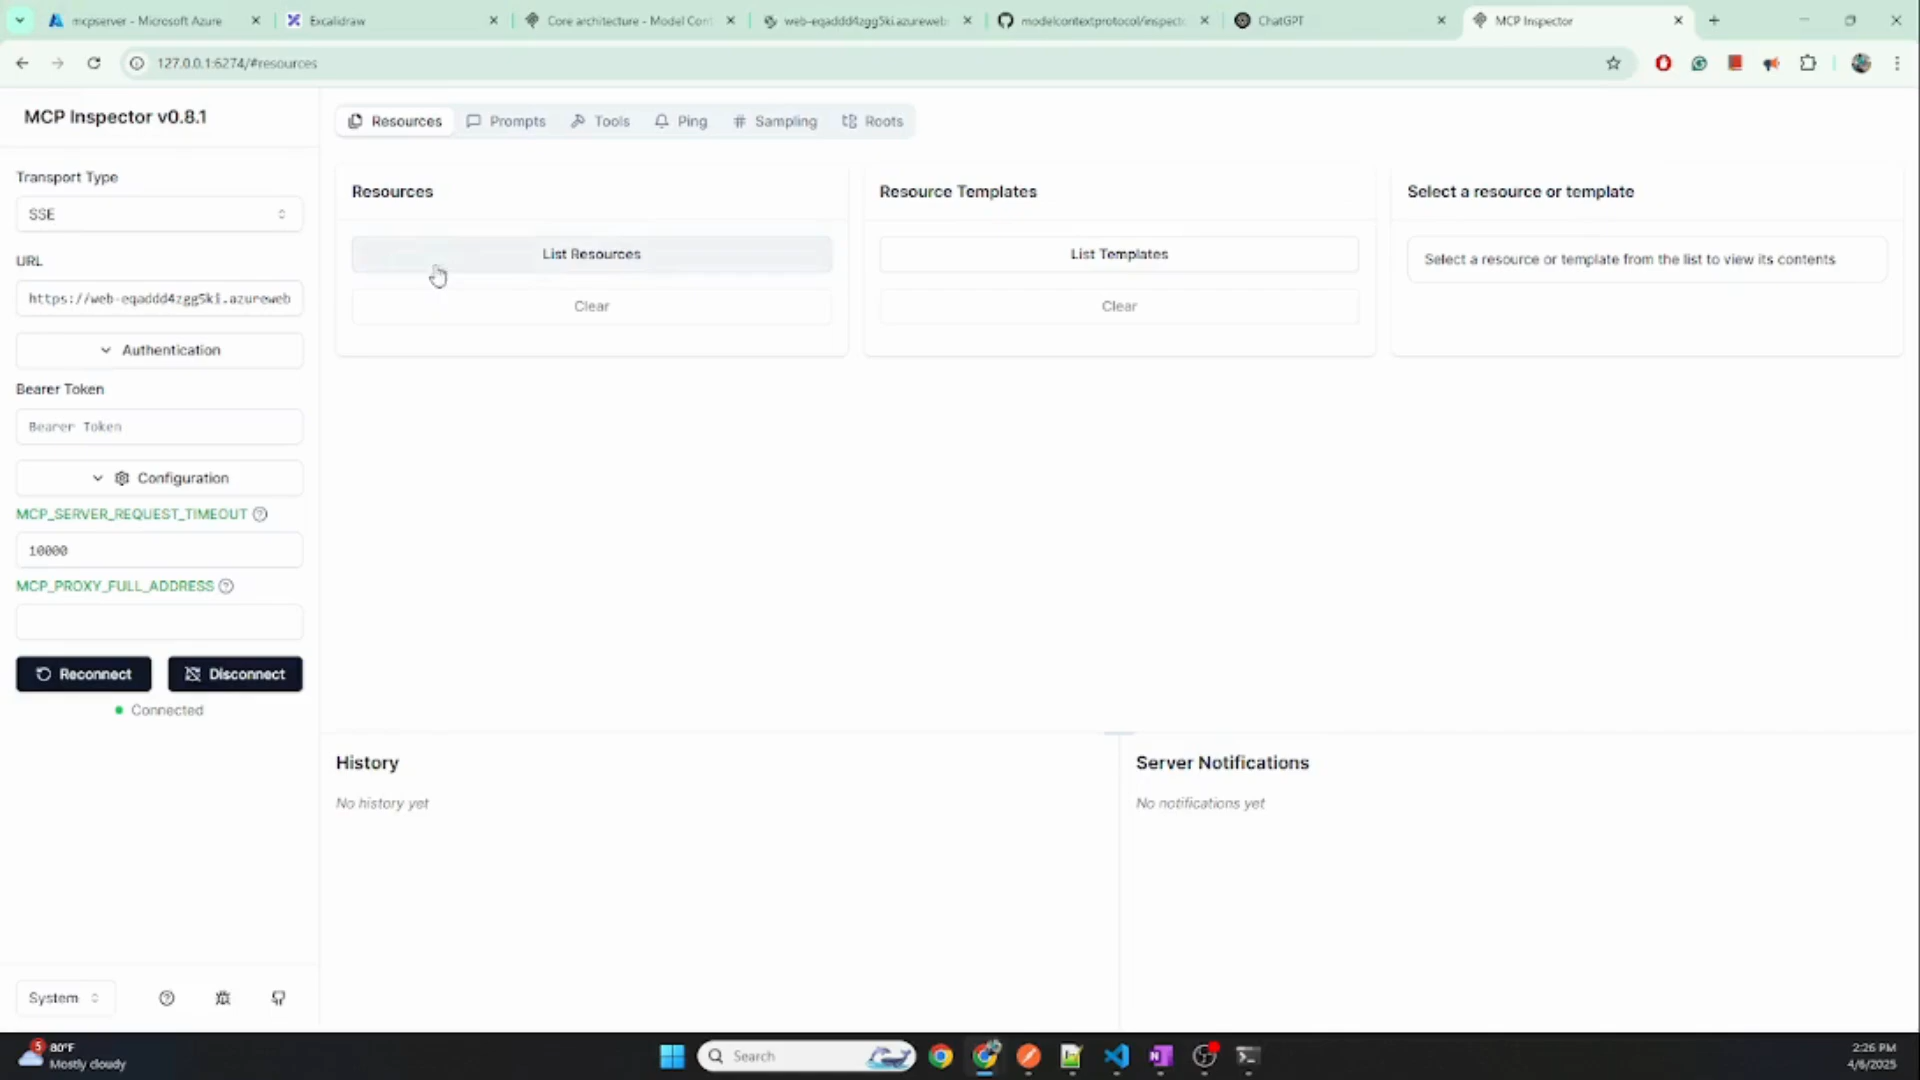 mcpserver - Microsoft Azure
Excalidraw
Core architecture - Model Cont
web-eqaddd4zgg5ki.azureweb
modelcontextprotocol/inspecto
ChatGPT
MCP Inspector
127.0.0.1:6274/#resources
MCP Inspector v0.8.1
Transport Type
SSE
URL
https://web-eqaddd4zgg5ki.azureweb
Authentication
Bearer Token
Bearer Token
Configuration
MCP_SERVER_REQUEST_TIMEOUT
10000
MCP_PROXY_FULL_ADDRESS
Reconnect
Disconnect
Connected
System
Resources
Prompts
Tools
Ping
Sampling
Roots
Resources
List Resources
Clear
Resource Templates
List Templates
Clear
Select a resource or template
Select a resource or template from the list to view its contents
History
No history yet
Server Notifications
No notifications yet
5
80°F
Mostly cloudy
Search
2:26 PM
4/6/2025